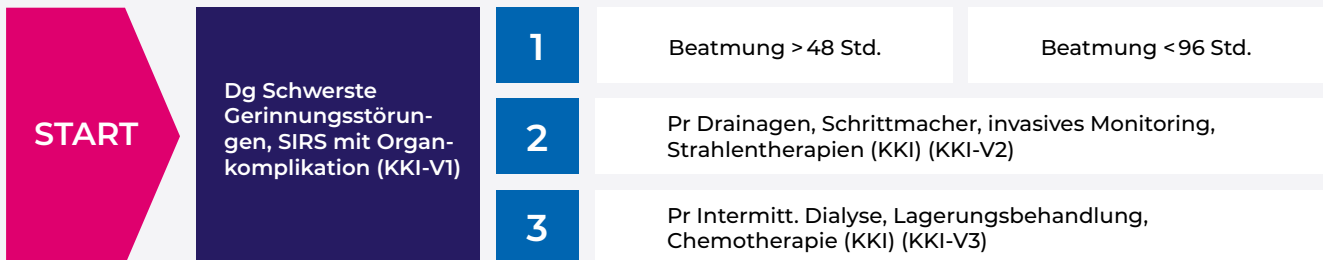 START
Dg Schwerste
Gerinnungsstörun-
gen, SIRS mit Organ-
komplikation (KKI-V1)
1
Beatmung >48 Std.
Beatmung <96 Std.
2
Pr Drainagen, Schrittmacher, invasives Monitoring,
Strahlentherapien (KKI) (KKI-V2)
3
Pr Intermitt. Dialyse, Lagerungsbehandlung,
Chemotherapie (KKI) (KKI-V3)